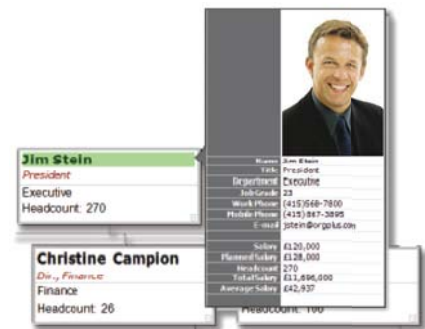 Jim Stein
President
Executive
Headcount: 270
Christine Campion
Dir., Finance
Finance
Headcount: 26
Name Jim Stein
Title President
Department Executive
Job Grade 23
Work Phone (415)568-7800
Mobile Phone (415)867-3895
E-mail jstein@orgplus.com
Salary £120,000
Planned Salary £128,000
Headcount 270
Total Salary £11,696,000
Average Salary £42,937
Headcount: 100